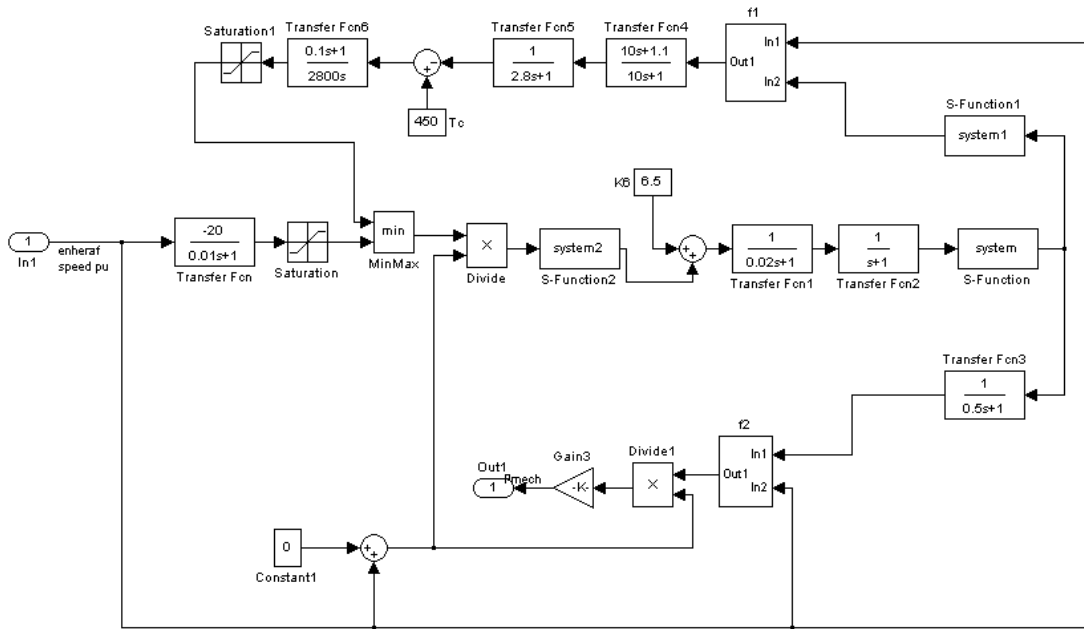 f1
Transfer Fcn6
Transfer Fcn5
Transfer Fcn4
Saturation1
0.1s+1
2800s
1
2.8s+1
10s+1.1
10s+1
In1
Out1
In2
−
+
450
Tc
S-Function1
system1
K6
6.5
1
In1
enheraf
speed pu
-20
0.01s+1
Transfer Fcn
Saturation
min
MinMax
×
Divide
system2
S-Function2
+
+
1
0.02s+1
Transfer Fcn1
1
s+1
Transfer Fcn2
system
S-Function
Transfer Fcn3
1
0.5s+1
f2
In1
Out1
In2
Divide1
×
Gain3
-K-
Out1
Pmech
1
0
Constant1
+
+